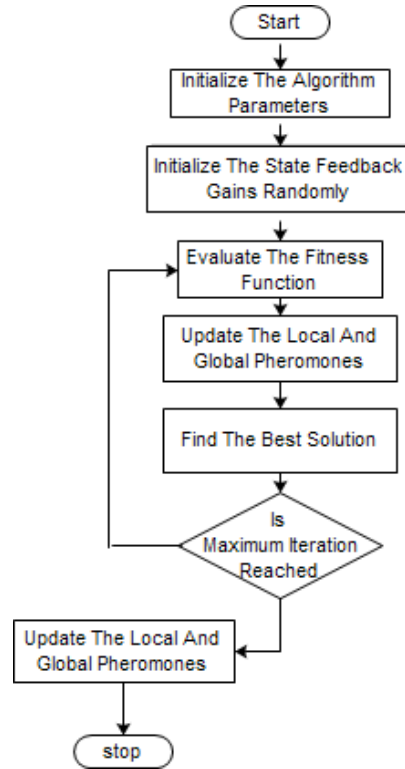 Start
Initialize The Algorithm
Parameters
Initialize The State Feedback
Gains Randomly
Evaluate The Fitness
Function
Update The Local And
Global Pheromones
Find The Best Solution
Is
Maximum Iteration
Reached
Update The Local And
Global Pheromones
stop